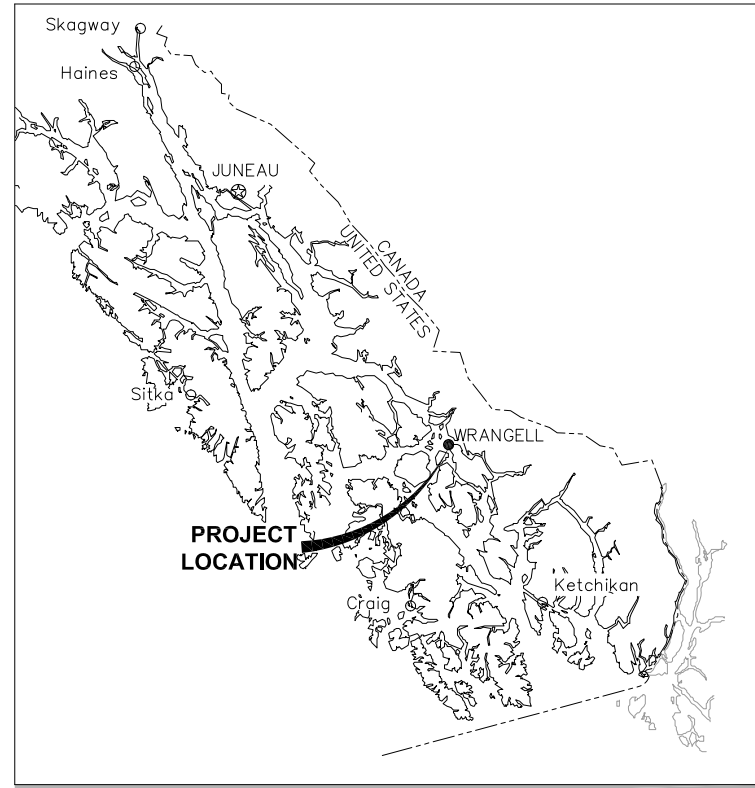 Skagway
Haines
JUNEAU
CANADA
UNITED STATES
Sitka
WRANGELL
PROJECT
LOCATION
Craig
Ketchikan